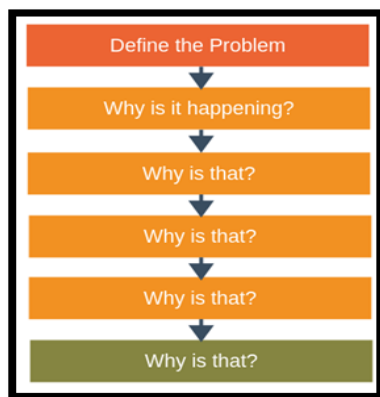 Define the Problem
Why is it happening?
Why is that?
Why is that?
Why is that?
Why is that?